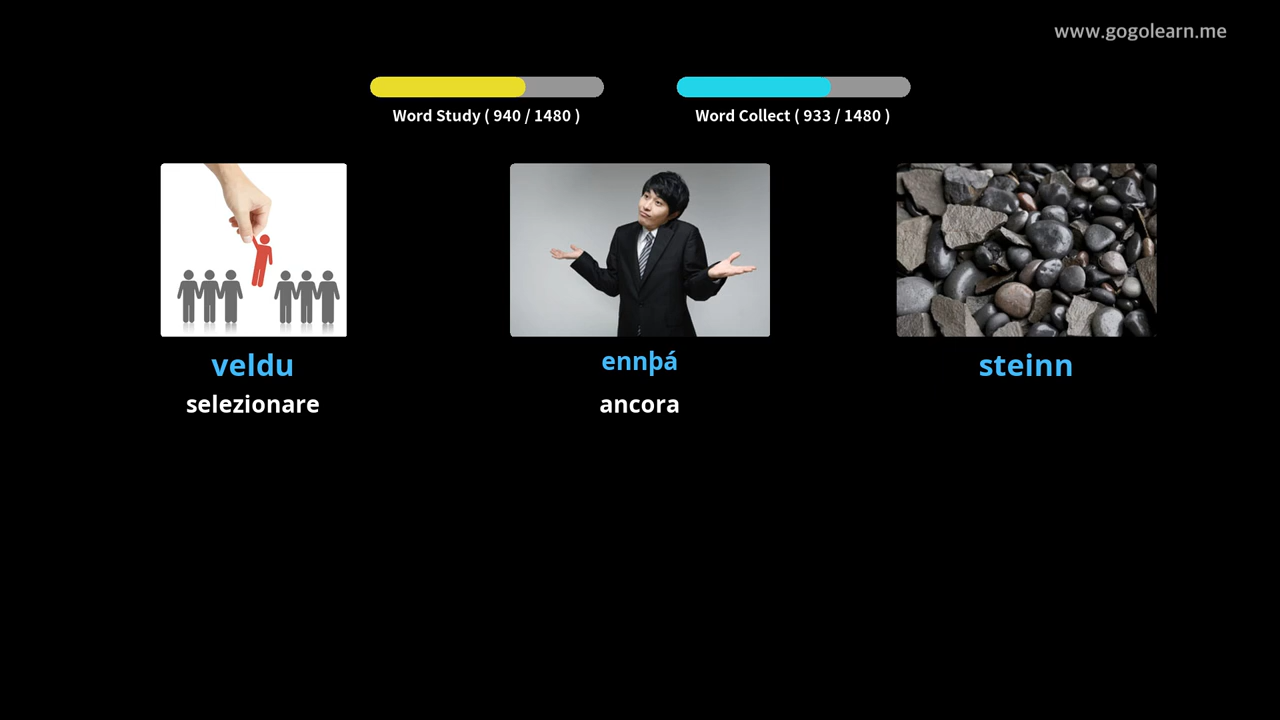 www.gogolearn.me
Word Study ( 940 / 1480 )
Word Collect ( 933 / 1480 )
veldu
selezionare
ennþá
ancora
steinn